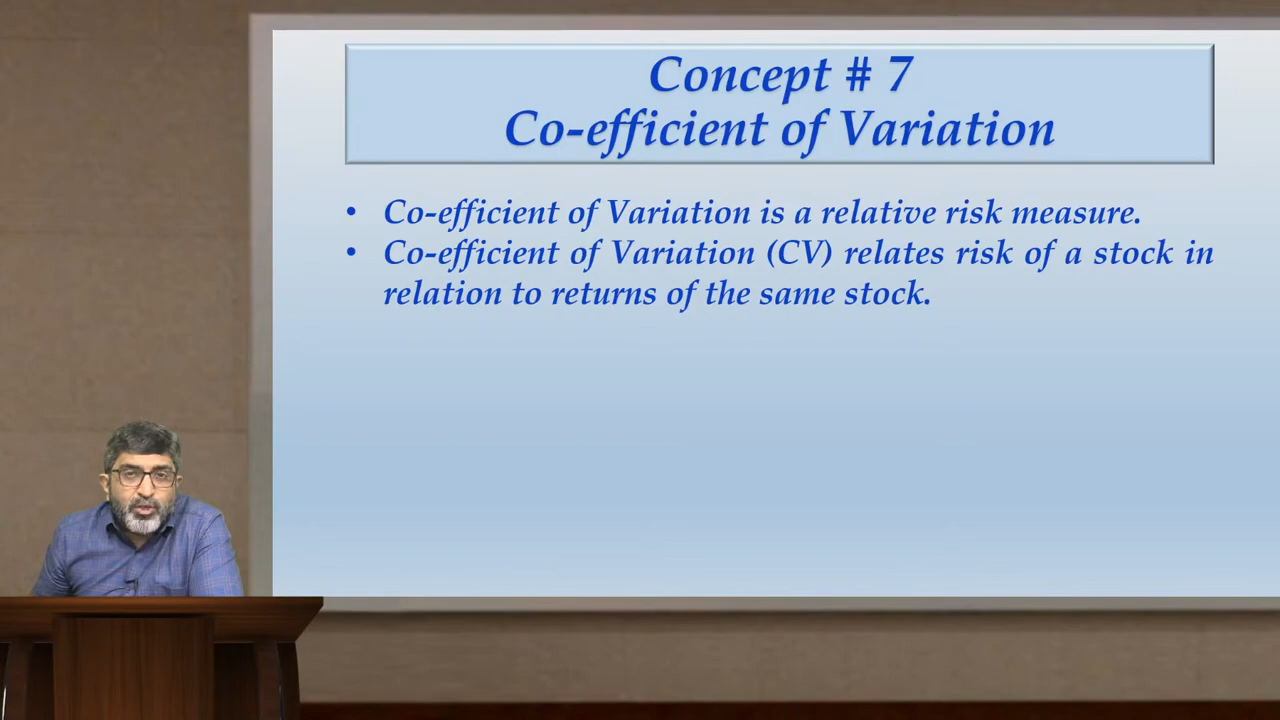 Concept # 7
Co-efficient of Variation
• Co-efficient of Variation is a relative risk measure.
• Co-efficient of Variation (CV) relates risk of a stock in
relation to returns of the same stock.